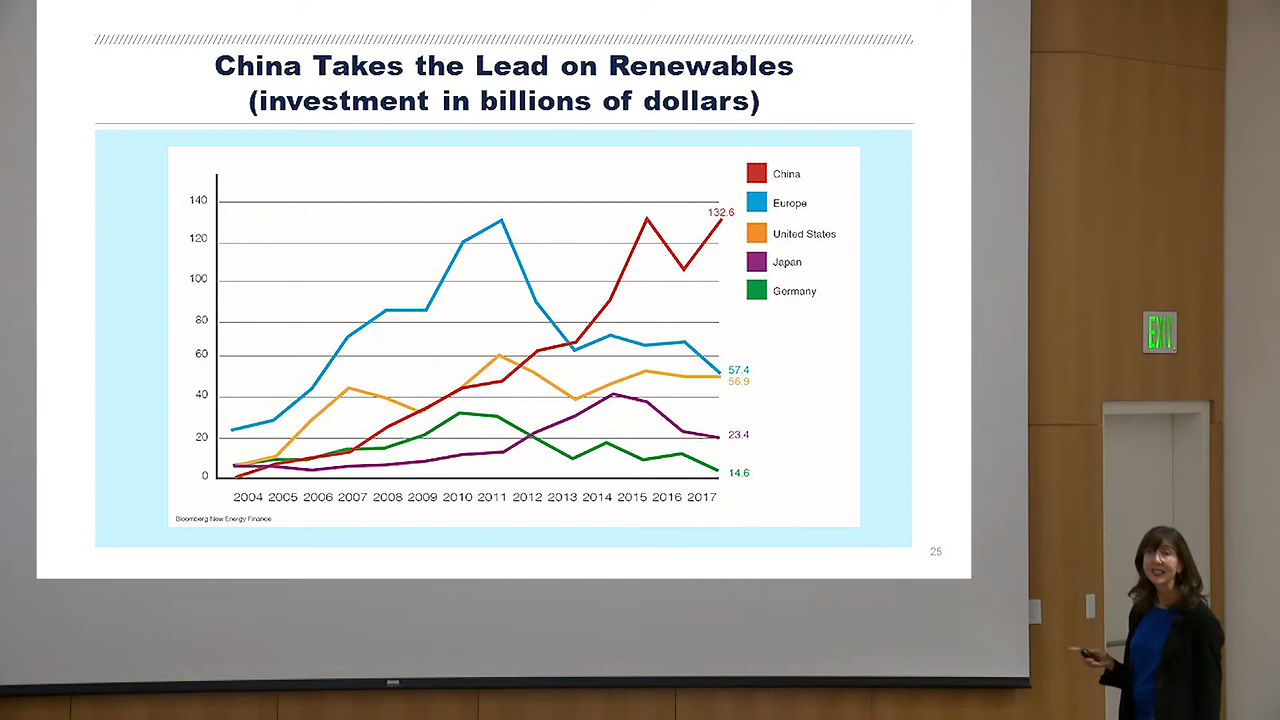 China Takes the Lead on Renewables
(investment in billions of dollars)
China
Europe
United States
Japan
Germany
140
120
100
80
60
40
20
0
132.6
57.4
56.9
23.4
14.6
2004 2005 2006 2007 2008 2009 2010 2011 2012 2013 2014 2015 2016 2017
Bloomberg New Energy Finance
25
EXIT